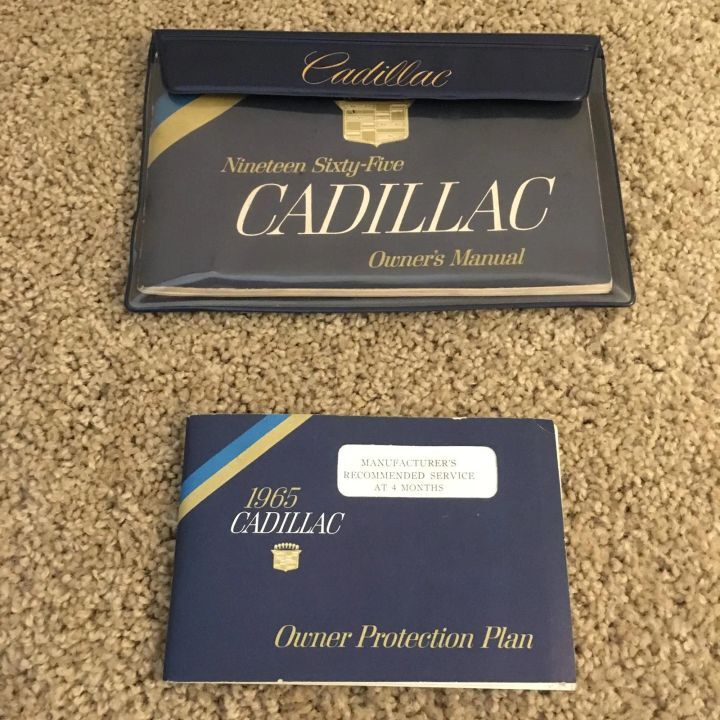 Cadillac
Nineteen Sixty-Five
CADILLAC
Owner's Manual
MANUFACTURER'S
RECOMMENDED SERVICE
AT 4 MONTHS
1965
CADILLAC
Owner Protection Plan